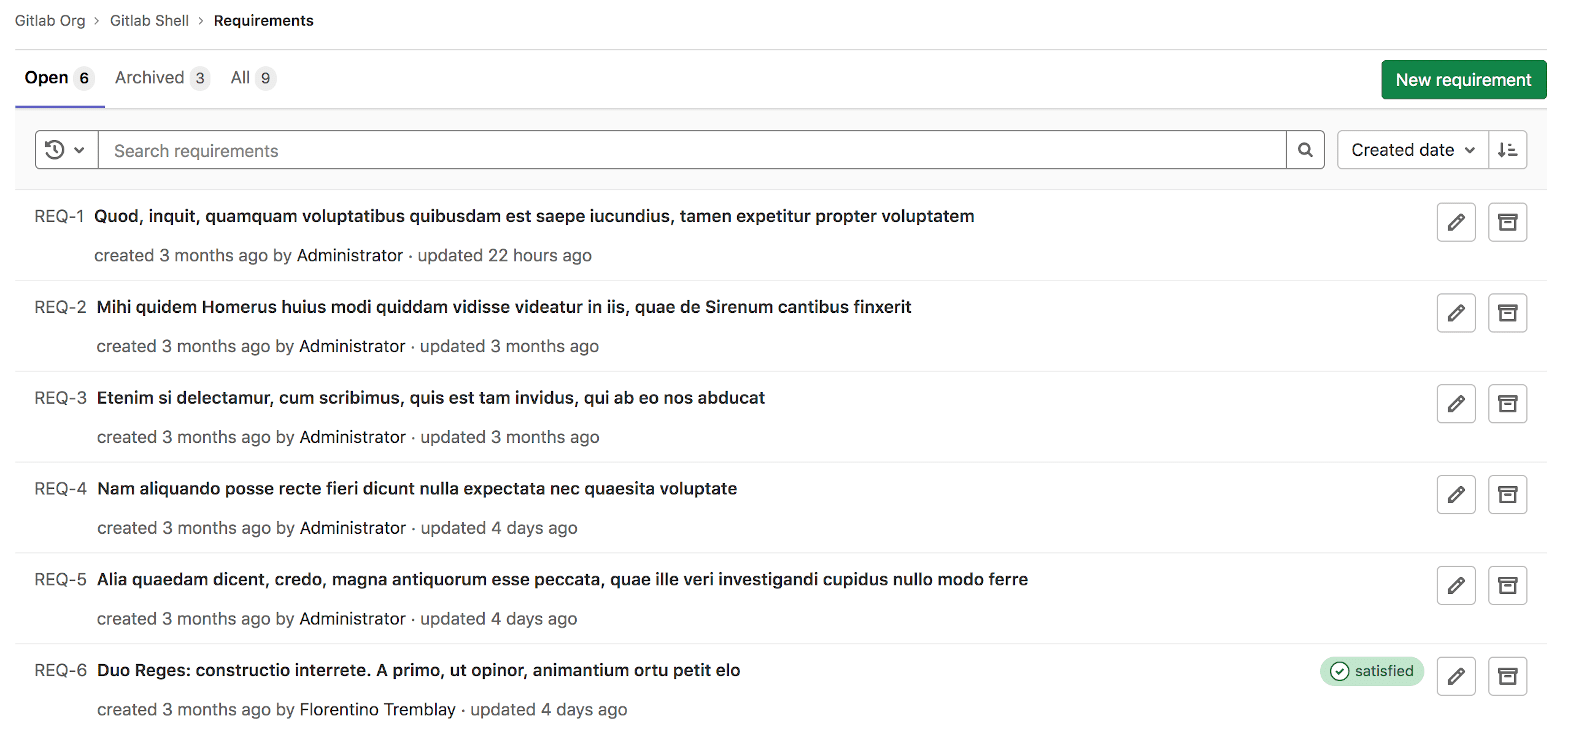 Gitlab Org > Gitlab Shell > Requirements
Open 6 Archived 3 All 9 New requirement
Search requirements Created date
REQ-1 Quod, inquit, quamquam voluptatibus quibusdam est saepe iucundius, tamen expetitur propter voluptatem
created 3 months ago by Administrator · updated 22 hours ago
REQ-2 Mihi quidem Homerus huius modi quiddam vidisse videatur in iis, quae de Sirenum cantibus finxerit
created 3 months ago by Administrator · updated 3 months ago
REQ-3 Etenim si delectamur, cum scribimus, quis est tam invidus, qui ab eo nos abducat
created 3 months ago by Administrator · updated 3 months ago
REQ-4 Nam aliquando posse recte fieri dicunt nulla expectata nec quaesita voluptate
created 3 months ago by Administrator · updated 4 days ago
REQ-5 Alia quaedam dicent, credo, magna antiquorum esse peccata, quae ille veri investigandi cupidus nullo modo ferre
created 3 months ago by Administrator · updated 4 days ago
REQ-6 Duo Reges: constructio interrete. A primo, ut opinor, animantium ortu petit elo satisfied
created 3 months ago by Florentino Tremblay · updated 4 days ago